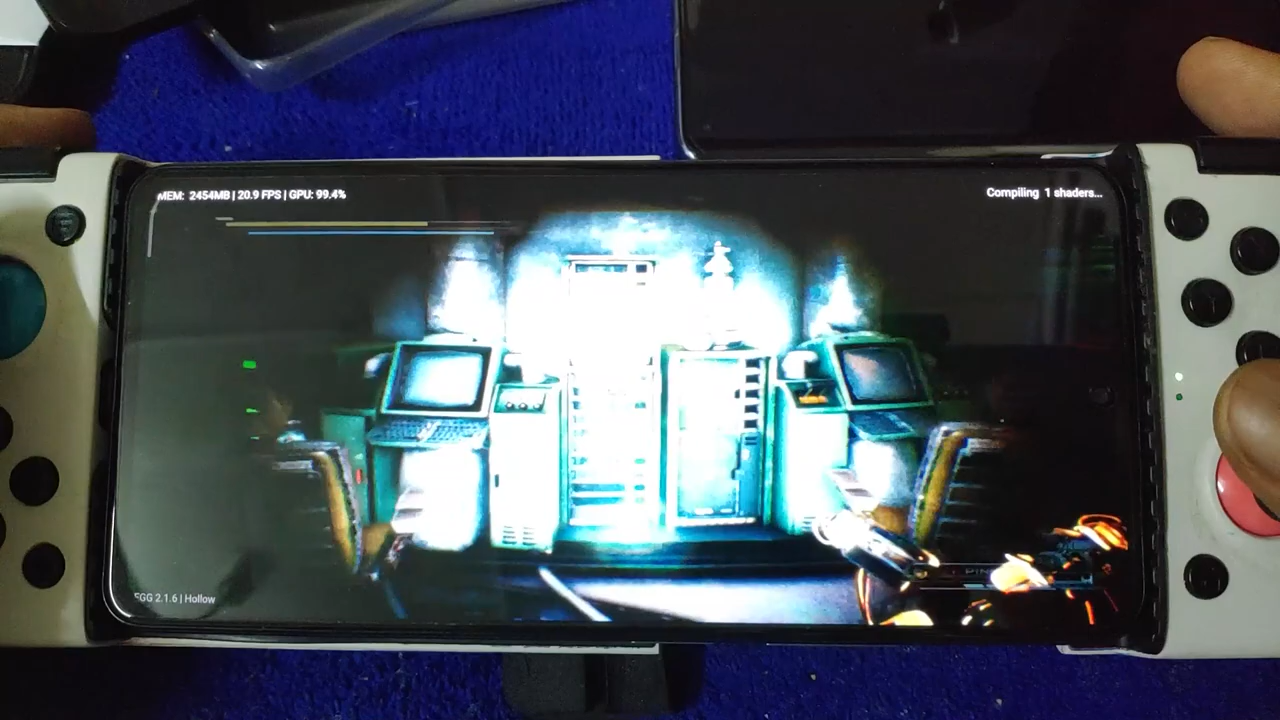 MEM: 2454MB | 20.9 FPS | GPU: 99.4%
Compiling 1 shaders...
EGG 2.1.6 | Hollow